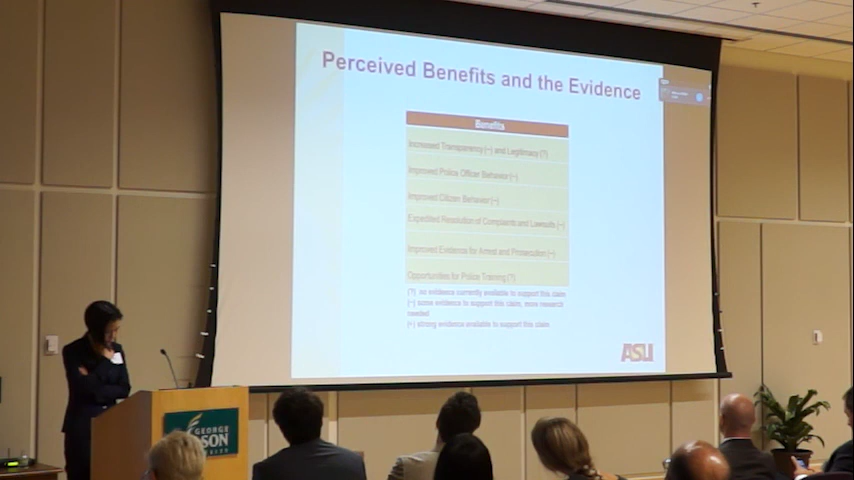 Perceived Benefits and the Evidence
Benefits
Increased Transparency (~) and Legitimacy (?)
Improved Police Officer Behavior (~)
Improved Citizen Behavior (~)
Expedited Resolution of Complaints and Lawsuits (~)
Improved Evidence for Arrest and Prosecution (~)
Opportunities for Police Training (?)
(?) no evidence currently available to support this claim
(~) some evidence to support this claim, more research
needed
strong evidence available to support this claim
ASU
GEORGE
SON